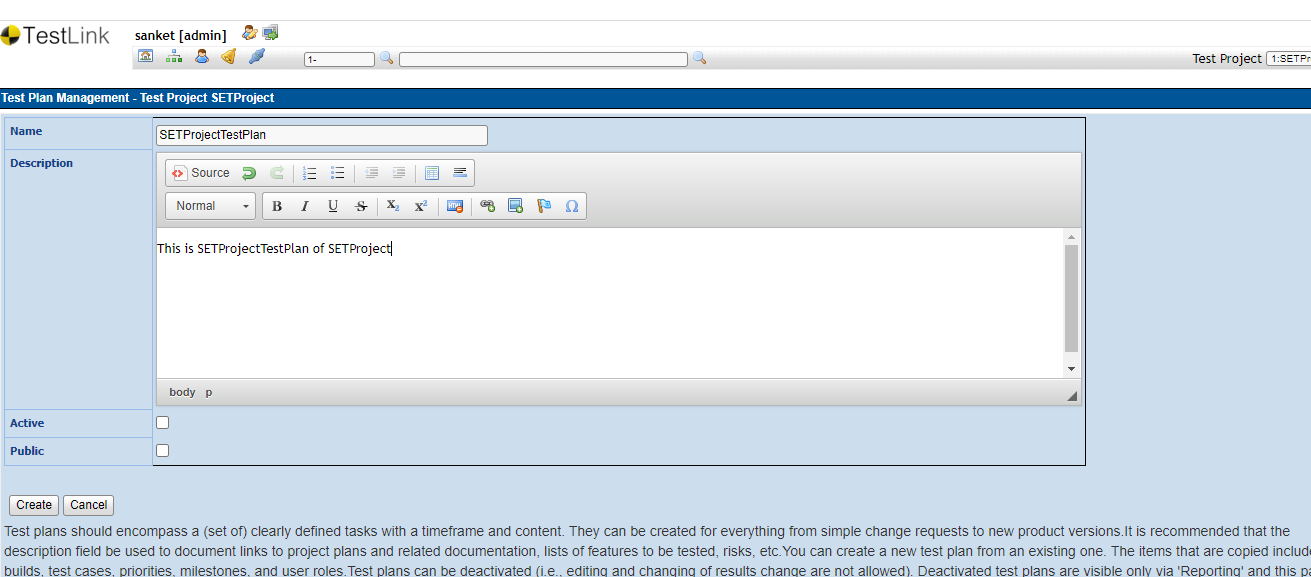 TestLink
sanket [admin]
1-
Test Project 1:SETPr
Test Plan Management - Test Project SETProject
Name
SETProjectTestPlan
Description
Source
Normal
B I U S X₂ X² HTML Ω
This is SETProjectTestPlan of SETProject
body p
Active
Public
Create Cancel
Test plans should encompass a (set of) clearly defined tasks with a timeframe and content. They can be created for everything from simple change requests to new product versions.It is recommended that the
description field be used to document links to project plans and related documentation, lists of features to be tested, risks, etc.You can create a new test plan from an existing one. The items that are copied include
builds, test cases, priorities, milestones, and user roles.Test plans can be deactivated (i.e., editing and changing of results change are not allowed). Deactivated test plans are visible only via 'Reporting' and this p